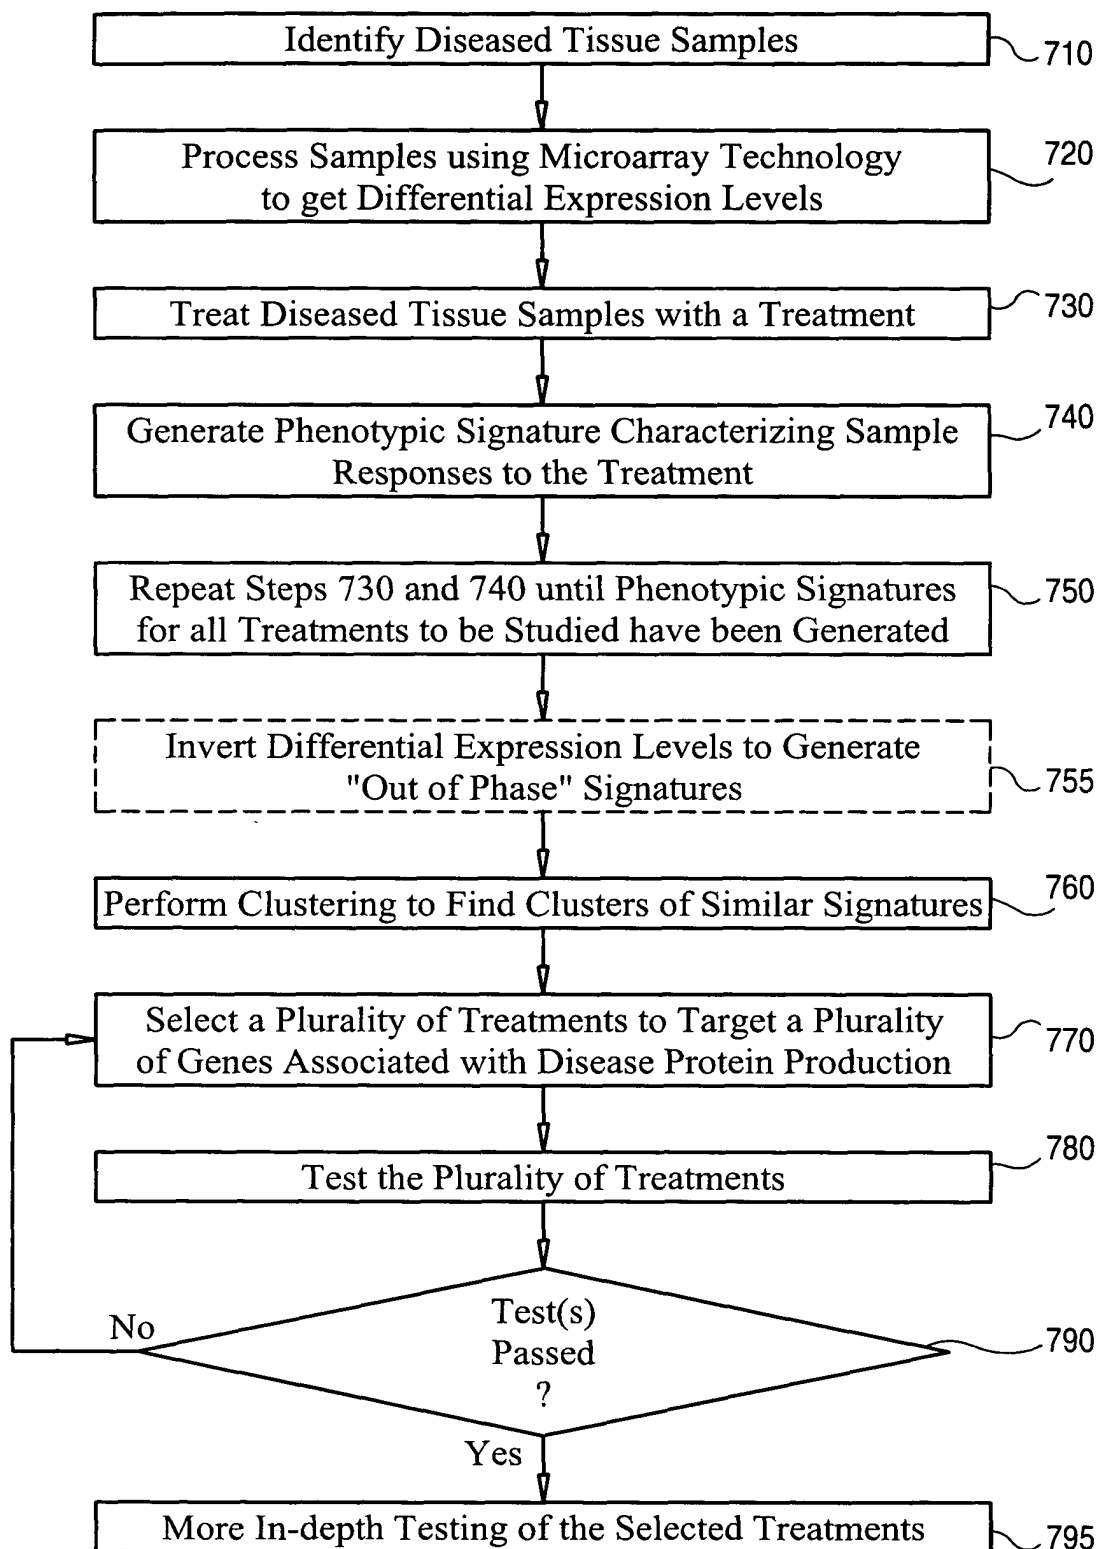 Identify Diseased Tissue Samples
710
Process Samples using Microarray Technology
to get Differential Expression Levels
720
Treat Diseased Tissue Samples with a Treatment
730
Generate Phenotypic Signature Characterizing Sample
Responses to the Treatment
740
Repeat Steps 730 and 740 until Phenotypic Signatures
for all Treatments to be Studied have been Generated
750
Invert Differential Expression Levels to Generate
"Out of Phase" Signatures
755
Perform Clustering to Find Clusters of Similar Signatures
760
Select a Plurality of Treatments to Target a Plurality
of Genes Associated with Disease Protein Production
770
Test the Plurality of Treatments
780
Test(s)
Passed
?
790
No
Yes
More In-depth Testing of the Selected Treatments
795